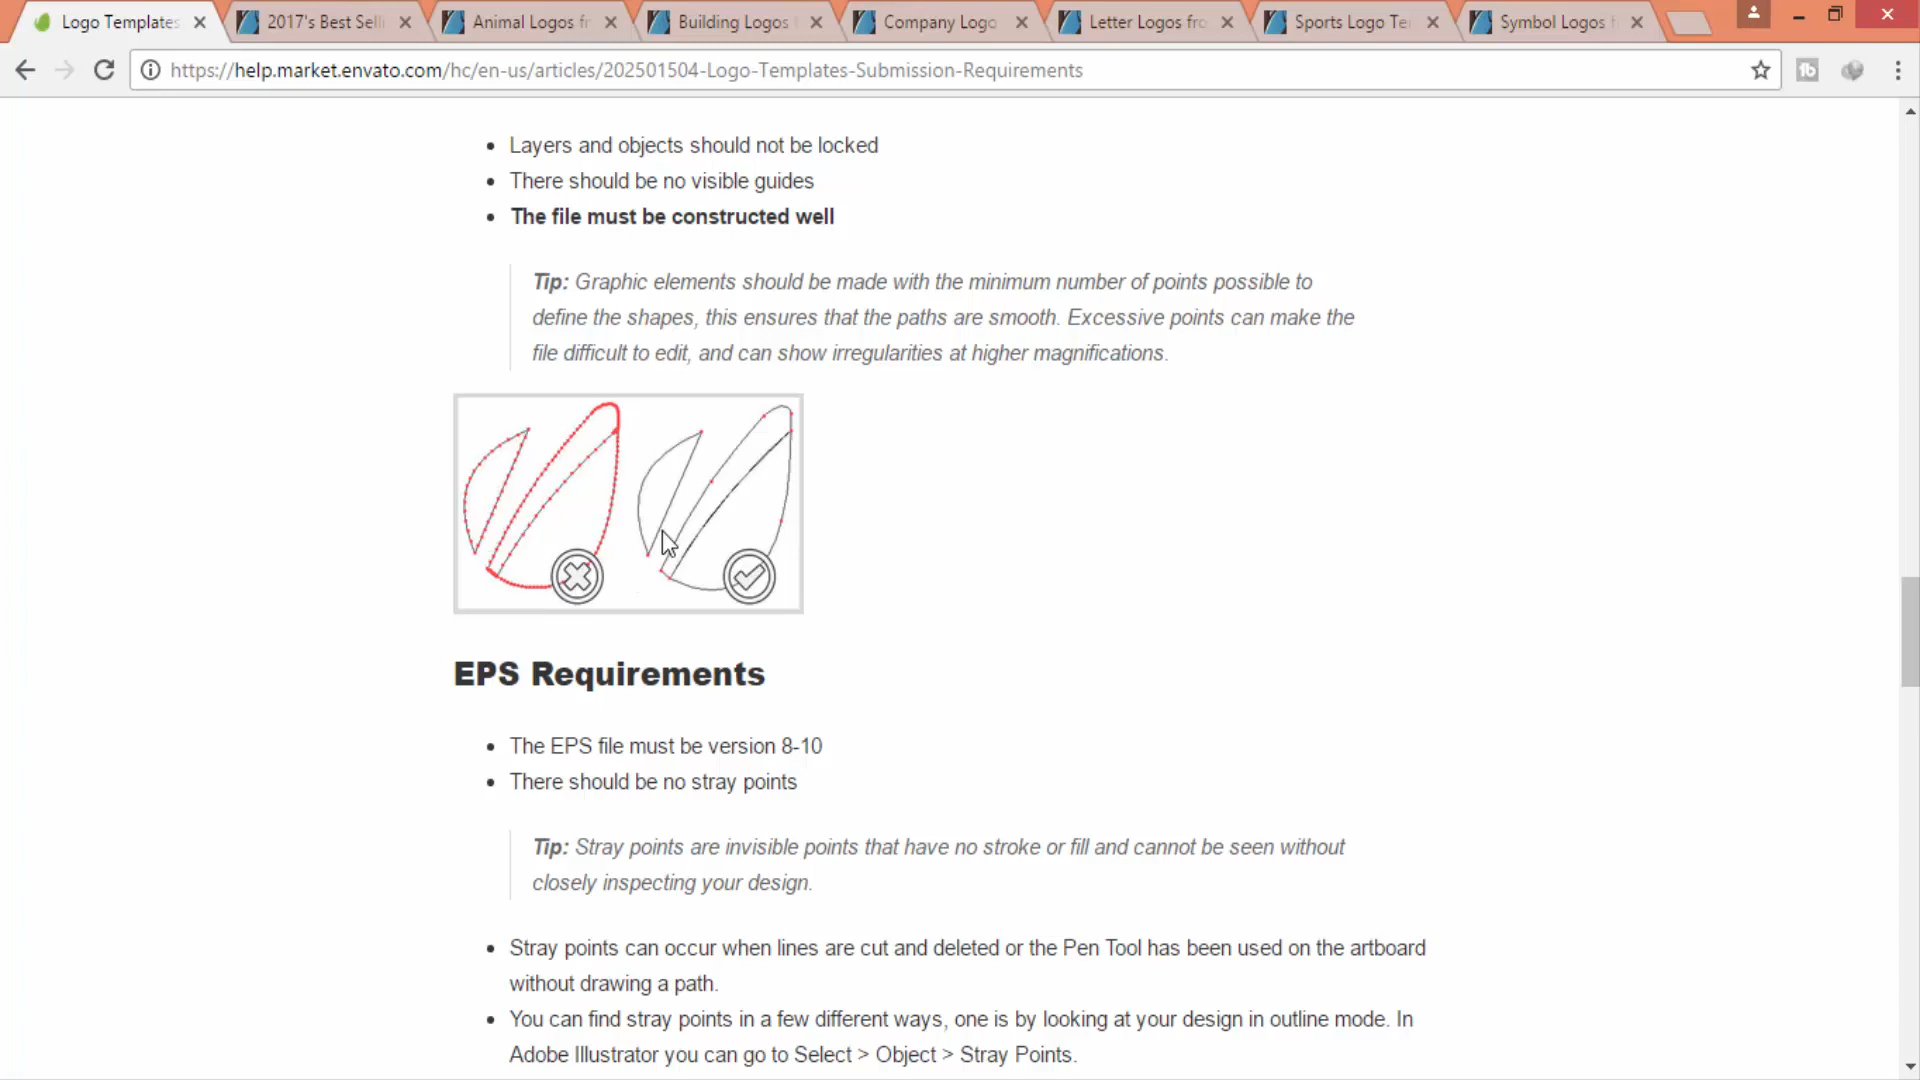 Logo Templates
2017's Best Selli
Animal Logos fr
Building Logos
Company Logo
Letter Logos fro
Sports Logo Te
Symbol Logos f
https://help.market.envato.com/hc/en-us/articles/202501504-Logo-Templates-Submission-Requirements
• Layers and objects should not be locked
• There should be no visible guides
• The file must be constructed well
Tip: Graphic elements should be made with the minimum number of points possible to
define the shapes, this ensures that the paths are smooth. Excessive points can make the
file difficult to edit, and can show irregularities at higher magnifications.
EPS Requirements
• The EPS file must be version 8-10
• There should be no stray points
Tip: Stray points are invisible points that have no stroke or fill and cannot be seen without
closely inspecting your design.
• Stray points can occur when lines are cut and deleted or the Pen Tool has been used on the artboard
without drawing a path.
• You can find stray points in a few different ways, one is by looking at your design in outline mode. In
Adobe Illustrator you can go to Select > Object > Stray Points.